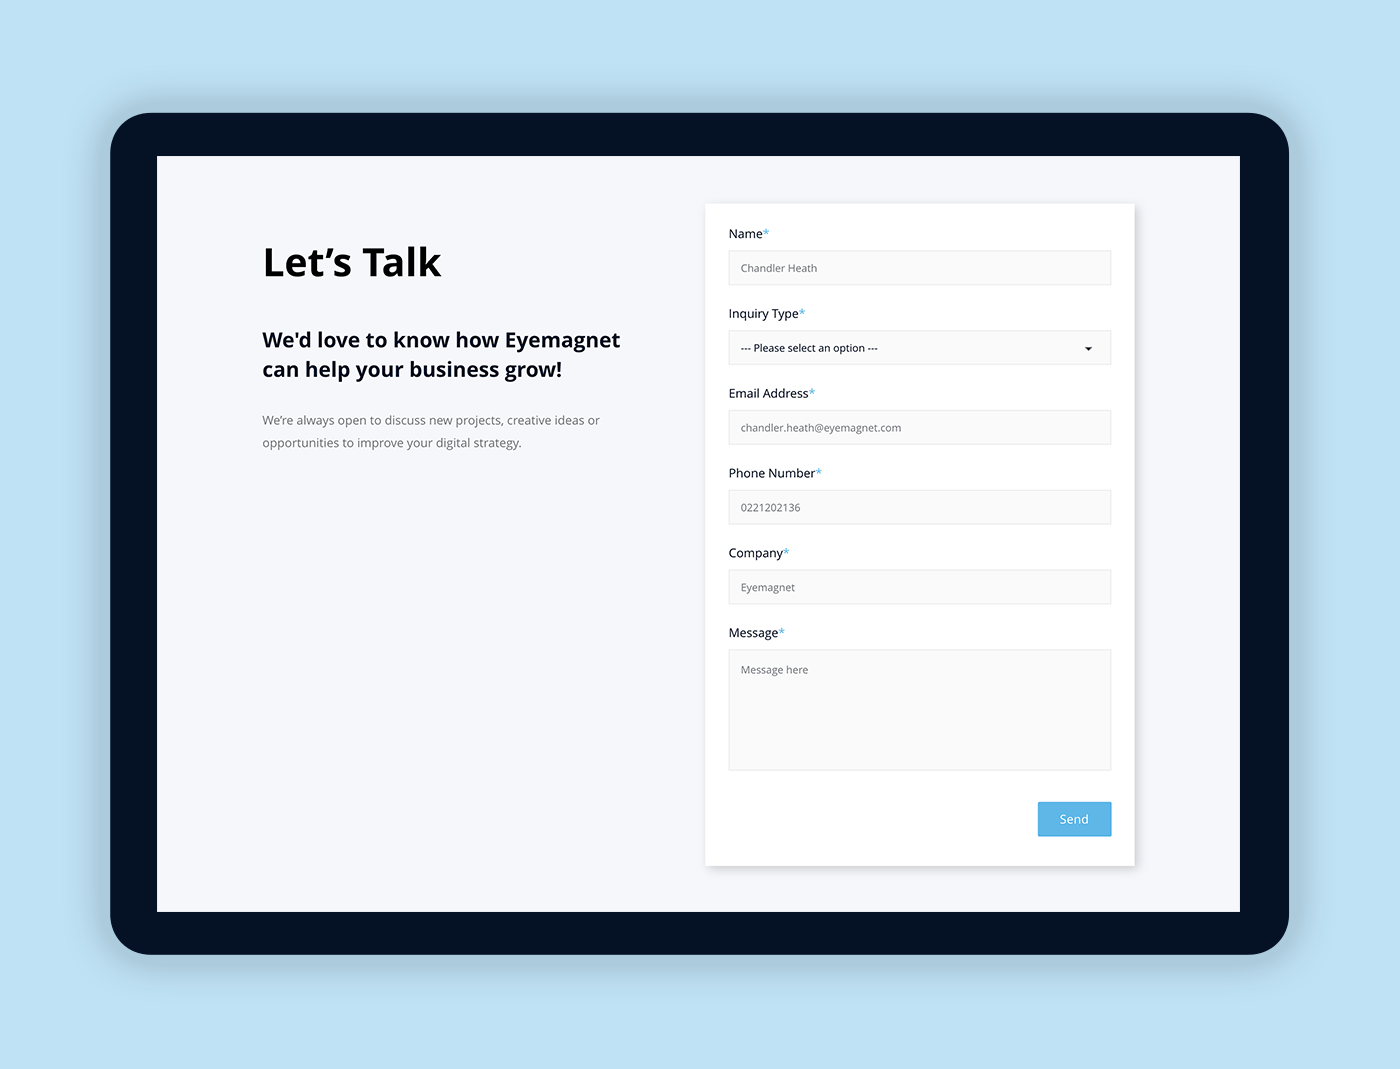 Let’s Talk
We'd love to know how Eyemagnet
can help your business grow!
We’re always open to discuss new projects, creative ideas or
opportunities to improve your digital strategy.
Name*
Chandler Heath
Inquiry Type*
--- Please select an option ---
Email Address*
chandler.heath@eyemagnet.com
Phone Number*
0221202136
Company*
Eyemagnet
Message*
Message here
Send